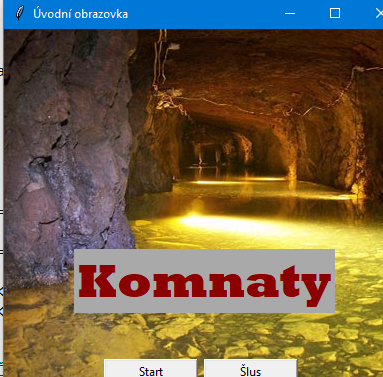 Úvodní obrazovka
Komnaty
Start
Šlus